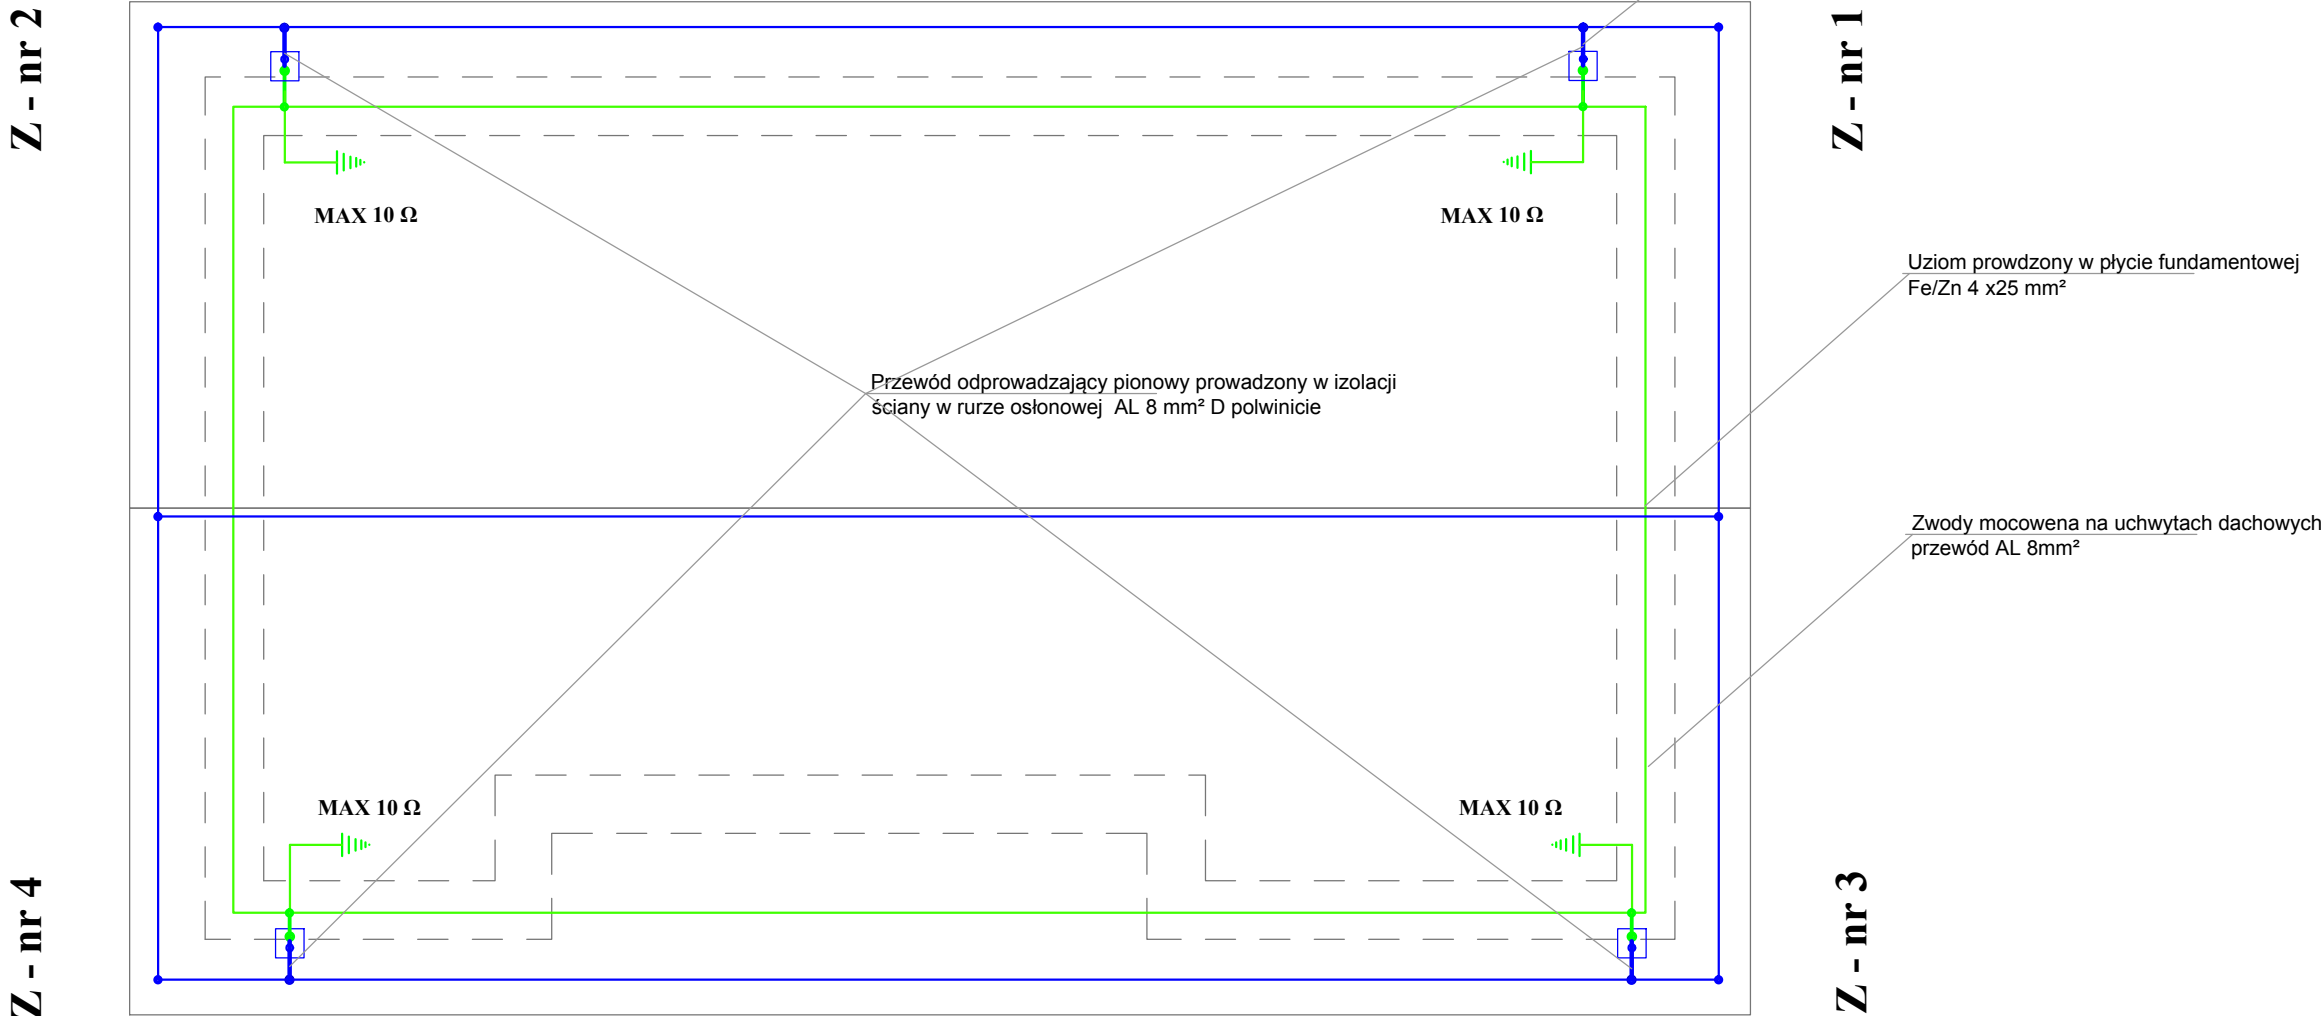 Z - nr 2
Z - nr 1
MAX 10 Ω
MAX 10 Ω
Uziom prowdzony w płycie fundamentowej
Fe/Zn 4 x25 mm²
Przewód odprowadzający pionowy prowadzony w izolacji
ściany w rurze osłonowej AL 8 mm² D polwinicie
Zwody mocowena na uchwytach dachowych
przewód AL 8mm²
MAX 10 Ω
MAX 10 Ω
Z - nr 4
Z - nr 3